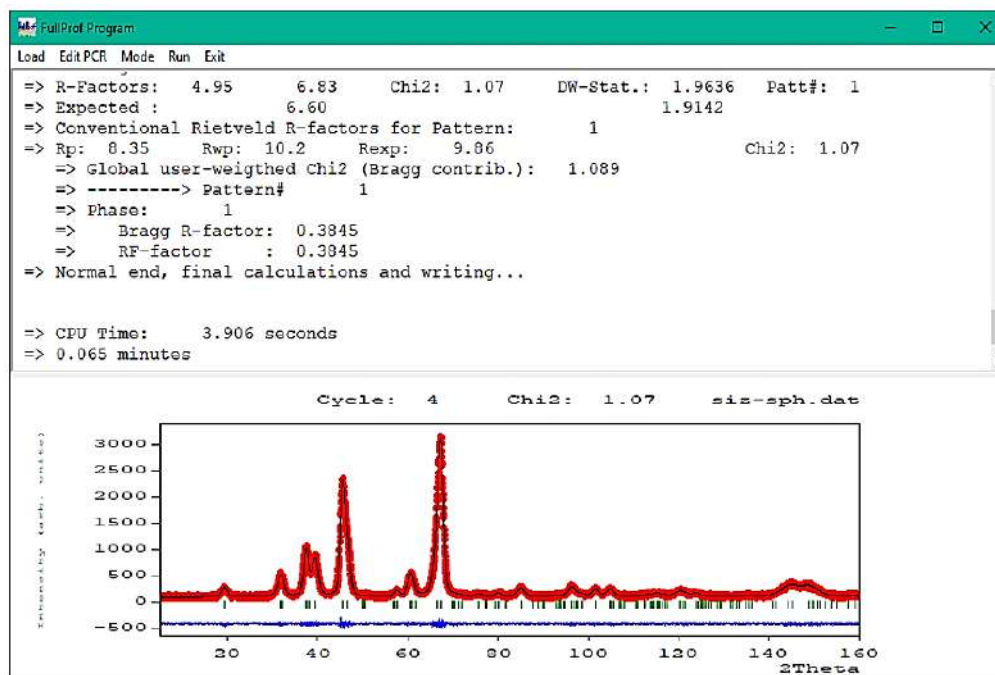 FullProf Program
Load Edit PCR Mode Run Exit
=> R-Factors: 4.95 6.83 Chi2: 1.07 DW-Stat.: 1.9636 Patt#: 1
=> Expected : 6.60 1.9142
=> Conventional Rietveld R-factors for Pattern: 1
=> Rp: 8.35 Rwp: 10.2 Rexp: 9.86 Chi2: 1.07
=> Global user-weigthed Chi2 (Bragg contrib.): 1.089
=> ---------> Pattern# 1
=> Phase: 1
=> Bragg R-factor: 0.3845
=> RF-factor : 0.3845
=> Normal end, final calculations and writing...
=> CPU Time: 3.906 seconds
=> 0.065 minutes
Cycle: 4 Chi2: 1.07 siz-sph.dat
Intensity (arb. units)
3000
2500
2000
1500
1000
500
0
-500
20 40 60 80 100 120 140 160
2Theta